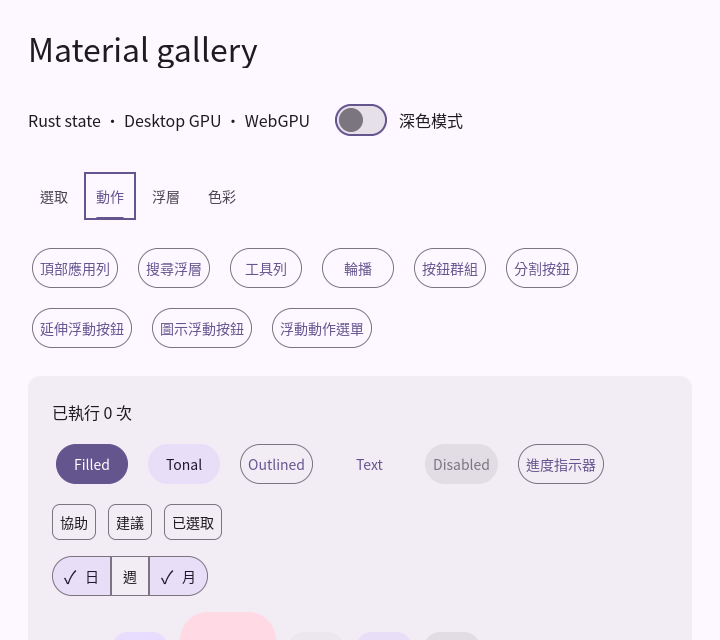 Material gallery
Rust state · Desktop GPU · WebGPU 深色模式
選取 動作 浮層 色彩
頂部應用列 搜尋浮層 工具列 輪播 按鈕群組 分割按鈕
延伸浮動按鈕 圖示浮動按鈕 浮動動作選單
已執行 0 次
Filled Tonal Outlined Text Disabled 進度指示器
協助 建議 已選取
✓ 日 週 ✓ 月